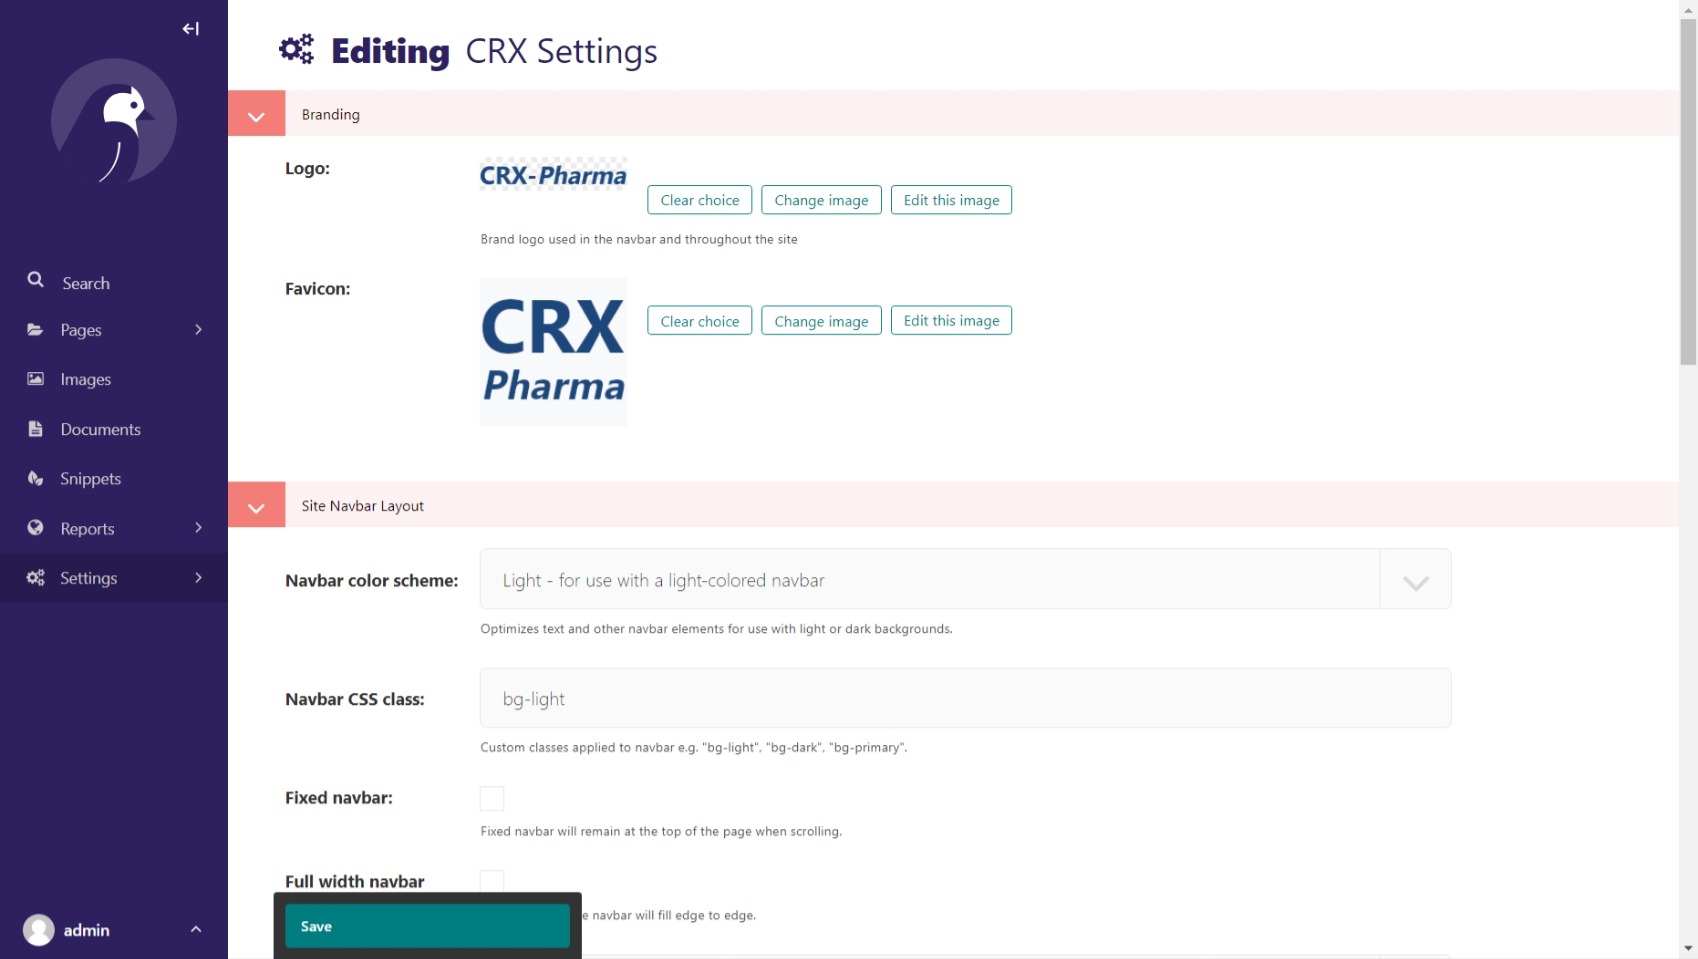 Editing CRX Settings
Branding
Logo:
CRX-Pharma
Clear choice
Change image
Edit this image
Brand logo used in the navbar and throughout the site
Favicon:
CRX
Pharma
Clear choice
Change image
Edit this image
Search
Pages
Images
Documents
Snippets
Reports
Settings
Site Navbar Layout
Navbar color scheme:
Light - for use with a light-colored navbar
Optimizes text and other navbar elements for use with light or dark backgrounds.
Navbar CSS class:
bg-light
Custom classes applied to navbar e.g. "bg-light", "bg-dark", "bg-primary".
Fixed navbar:
Fixed navbar will remain at the top of the page when scrolling.
Full width navbar
navbar will fill edge to edge.
Save
admin